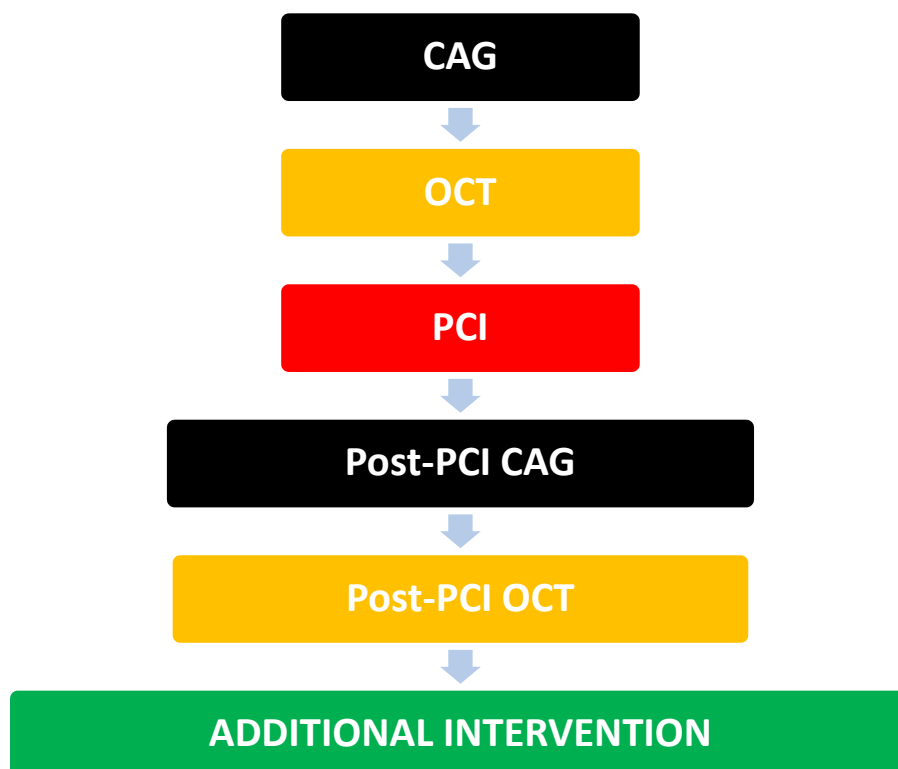 CAG
OCT
PCI
Post-PCI CAG
Post-PCI OCT
ADDITIONAL INTERVENTION